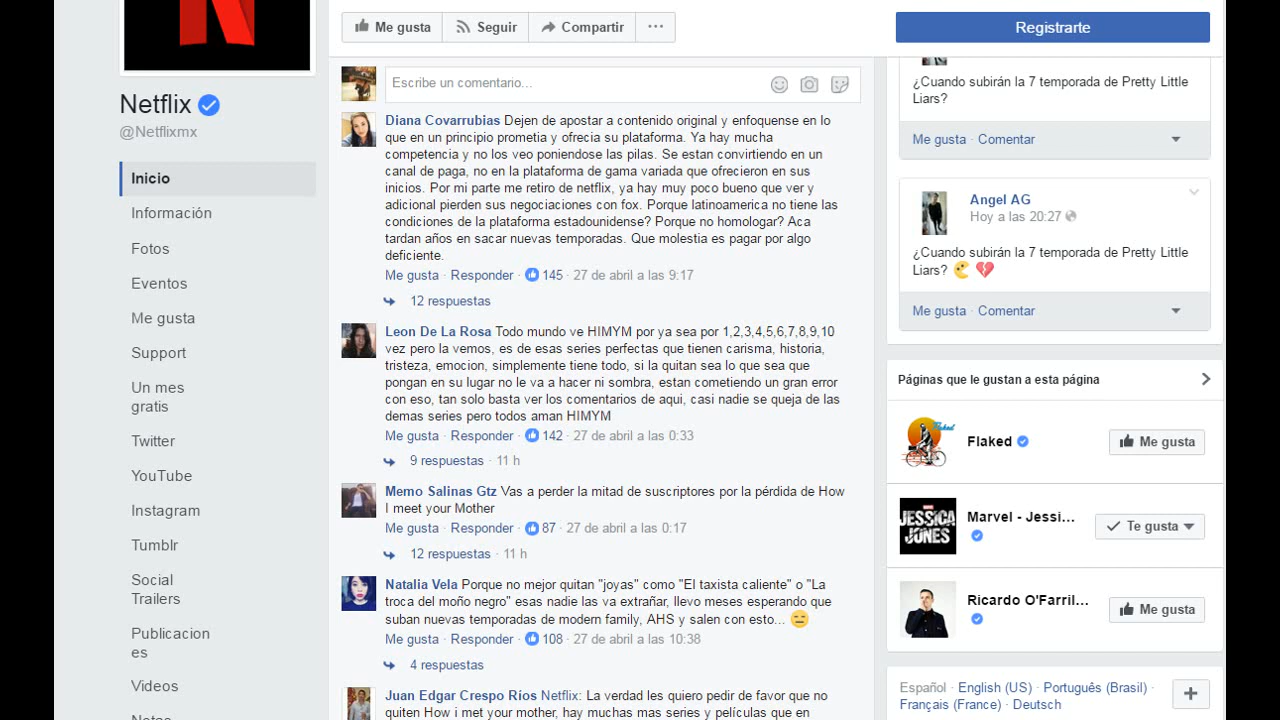 Me gusta
Seguir
Compartir
Registrarte
Netflix
@Netflixmx
Inicio
Información
Fotos
Eventos
Me gusta
Support
Un mes
gratis
Twitter
YouTube
Instagram
Tumblr
Social
Trailers
Publicacion
es
Videos
Notas
Escribe un comentario...
Diana Covarrubias Dejen de apostar a contenido original y enfoquense en lo
que en un principio prometia y ofrecia su plataforma. Ya hay mucha
competencia y no los veo poniendose las pilas. Se estan convirtiendo en un
canal de paga, no en la plataforma de gama variada que ofrecieron en sus
inicios. Por mi parte me retiro de netflix, ya hay muy poco bueno que ver y
adicional pierden sus negociaciones con fox. Porque latinoamerica no tiene las
condiciones de la plataforma estadounidense? Porque no homologar? Aca
tardan años en sacar nuevas temporadas. Que molestia es pagar por algo
deficiente.
Me gusta · Responder · 145 · 27 de abril a las 9:17
12 respuestas
Leon De La Rosa Todo mundo ve HIMYM por ya sea por 1,2,3,4,5,6,7,8,9,10
vez pero la vemos, es de esas series perfectas que tienen carisma, historia,
tristeza, emocion, simplemente tiene todo, si la quitan sea lo que sea que
pongan en su lugar no le va a hacer ni sombra, estan cometiendo un gran error
con eso, tan solo basta ver los comentarios de aqui, casi nadie se queja de las
demas series pero todos aman HIMYM
Me gusta · Responder · 142 · 27 de abril a las 0:33
9 respuestas · 11 h
Memo Salinas Gtz Vas a perder la mitad de suscriptores por la pérdida de How
I meet your Mother
Me gusta · Responder · 87 · 27 de abril a las 0:17
12 respuestas · 11 h
Natalia Vela Porque no mejor quitan "joyas" como "El taxista caliente" o "La
troca del moño negro" esas nadie las va extrañar, llevo meses esperando que
suban nuevas temporadas de modern family, AHS y salen con esto... 😑
Me gusta · Responder · 108 · 27 de abril a las 10:38
4 respuestas
Juan Edgar Crespo Ríos Netflix: La verdad les quiero pedir de favor que no
quiten How i met your mother, hay muchas mas series y películas que en
¿Cuando subirán la 7 temporada de Pretty Little
Liars?
Me gusta · Comentar
Angel AG
Hoy a las 20:27
¿Cuando subirán la 7 temporada de Pretty Little
Liars?
Me gusta · Comentar
Páginas que le gustan a esta página
Flaked
Me gusta
MARVEL
JESSICA
JONES
Marvel - Jessi...
Te gusta
Ricardo O'Farril...
Me gusta
Español · English (US) · Português (Brasil) ·
Français (France) · Deutsch